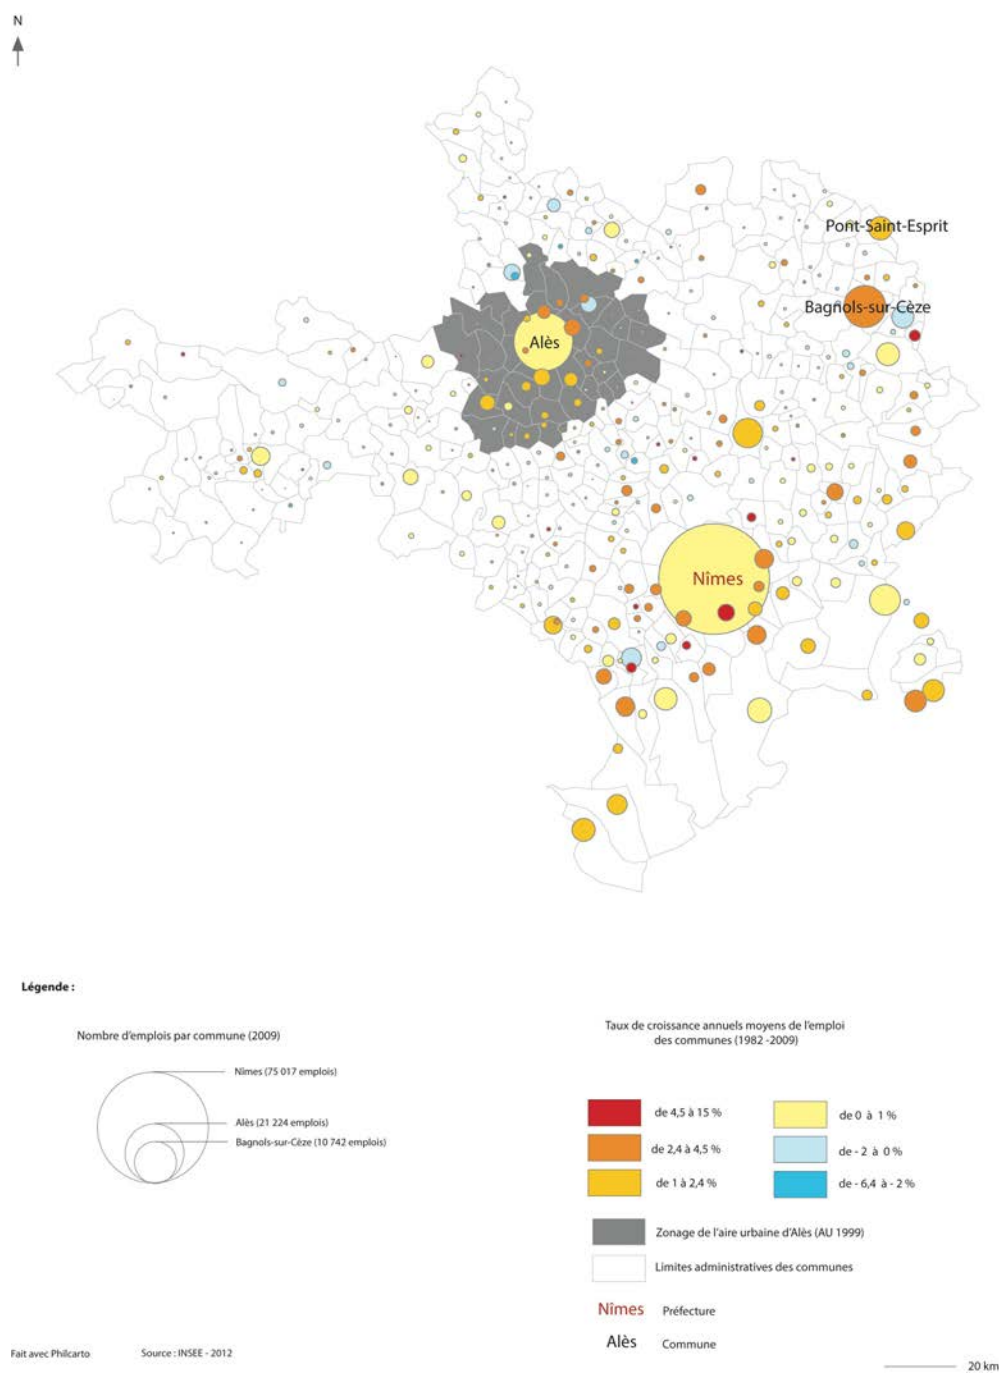 N
Pont-Saint-Esprit
Bagnols-sur-Cèze
Alès
Nîmes
Légende :
Nombre d'emplois par commune (2009)
Nîmes (75 017 emplois)
Alès (21 224 emplois)
Bagnols-sur-Cèze (10 742 emplois)
Taux de croissance annuels moyens de l'emploi
des communes (1982 -2009)
de 4,5 à 15 %
de 2,4 à 4,5 %
de 1 à 2,4 %
de 0 à 1 %
de - 2 à 0 %
de - 6,4 à - 2 %
Zonage de l'aire urbaine d'Alès (AU 1999)
Limites administratives des communes
Nîmes Préfecture
Alès Commune
Fait avec Philcarto
Source : INSEE - 2012
20 km